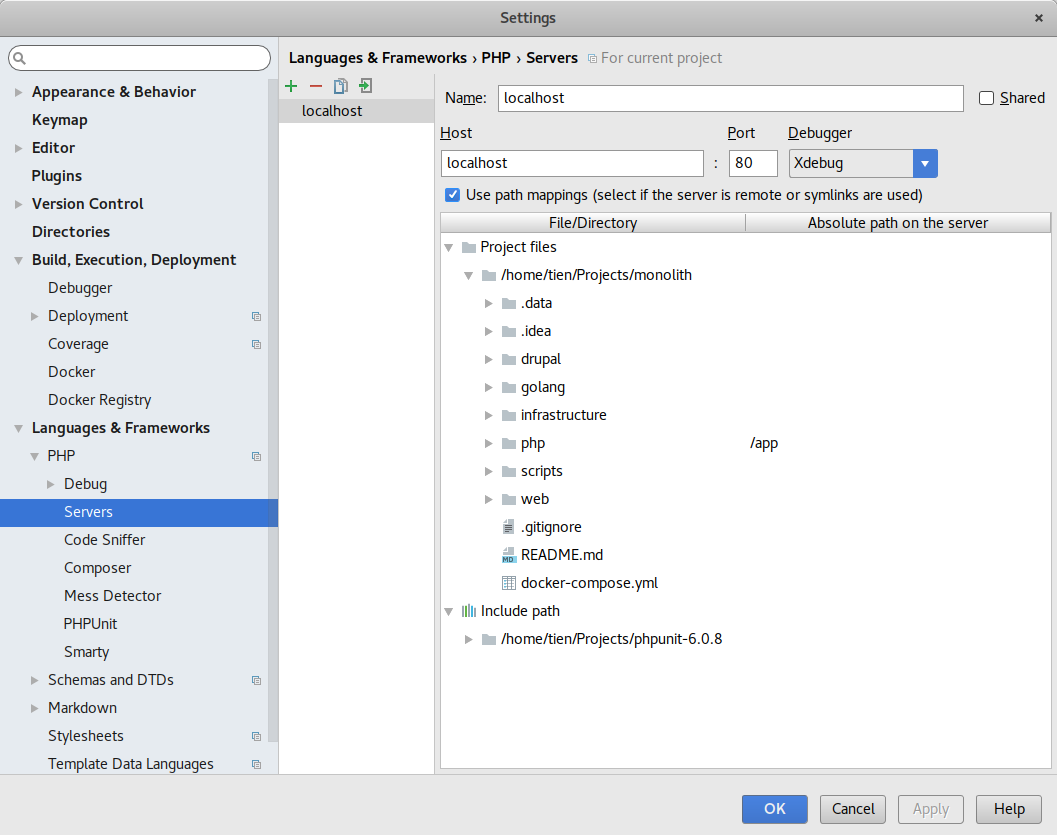 Settings
Languages & Frameworks › PHP › Servers For current project
Appearance & Behavior
Keymap
Editor
Plugins
Version Control
Directories
Build, Execution, Deployment
Debugger
Deployment
Coverage
Docker
Docker Registry
Languages & Frameworks
PHP
Debug
Servers
Code Sniffer
Composer
Mess Detector
PHPUnit
Smarty
Schemas and DTDs
Markdown
Stylesheets
Template Data Languages
localhost
Name: localhost Shared
Host Port Debugger
localhost : 80 Xdebug
Use path mappings (select if the server is remote or symlinks are used)
File/Directory Absolute path on the server
Project files
/home/tien/Projects/monolith
.data
.idea
drupal
golang
infrastructure
php /app
scripts
web
.gitignore
MD README.md
docker-compose.yml
Include path
/home/tien/Projects/phpunit-6.0.8
OK Cancel Apply Help